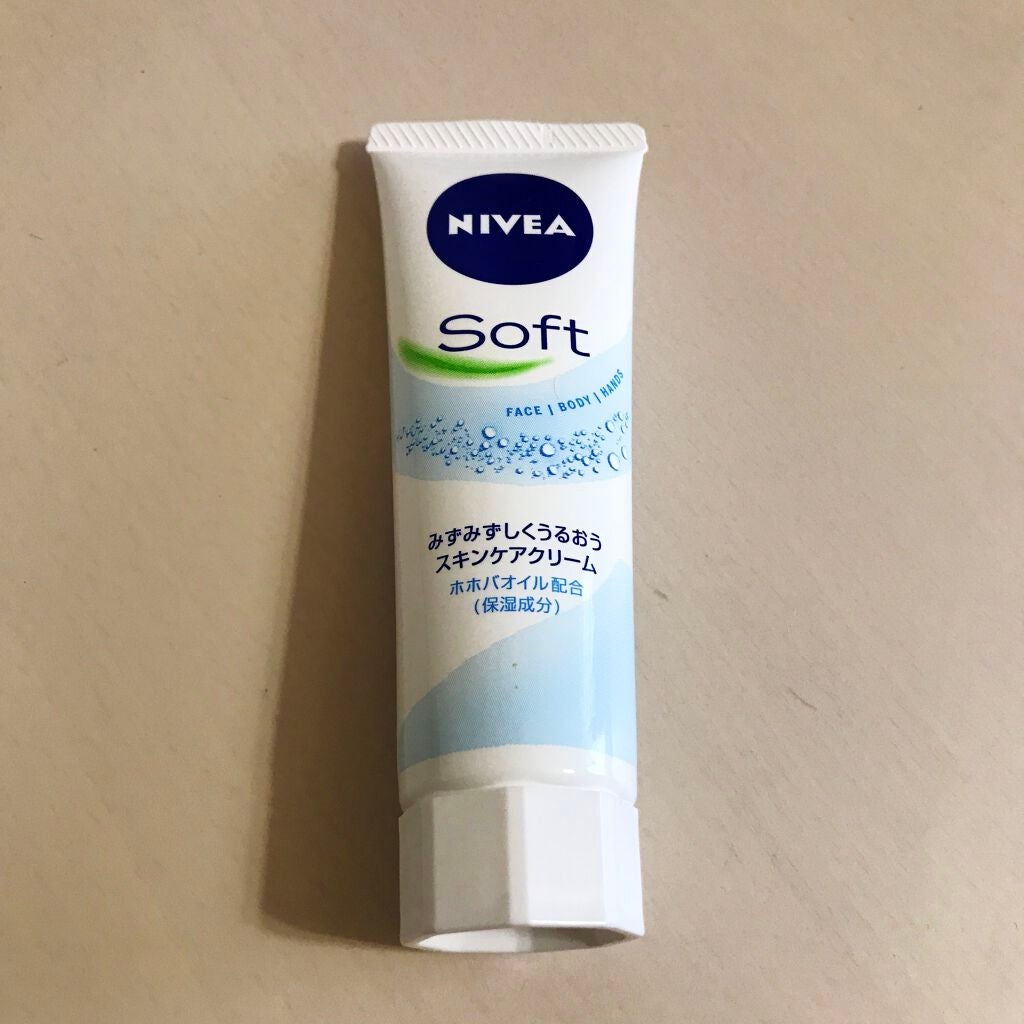 NIVEA
Soft
FACE | BODY | HANDS
みずみずしくうるおう
スキンケアクリーム
ホホバオイル配合
(保湿成分)